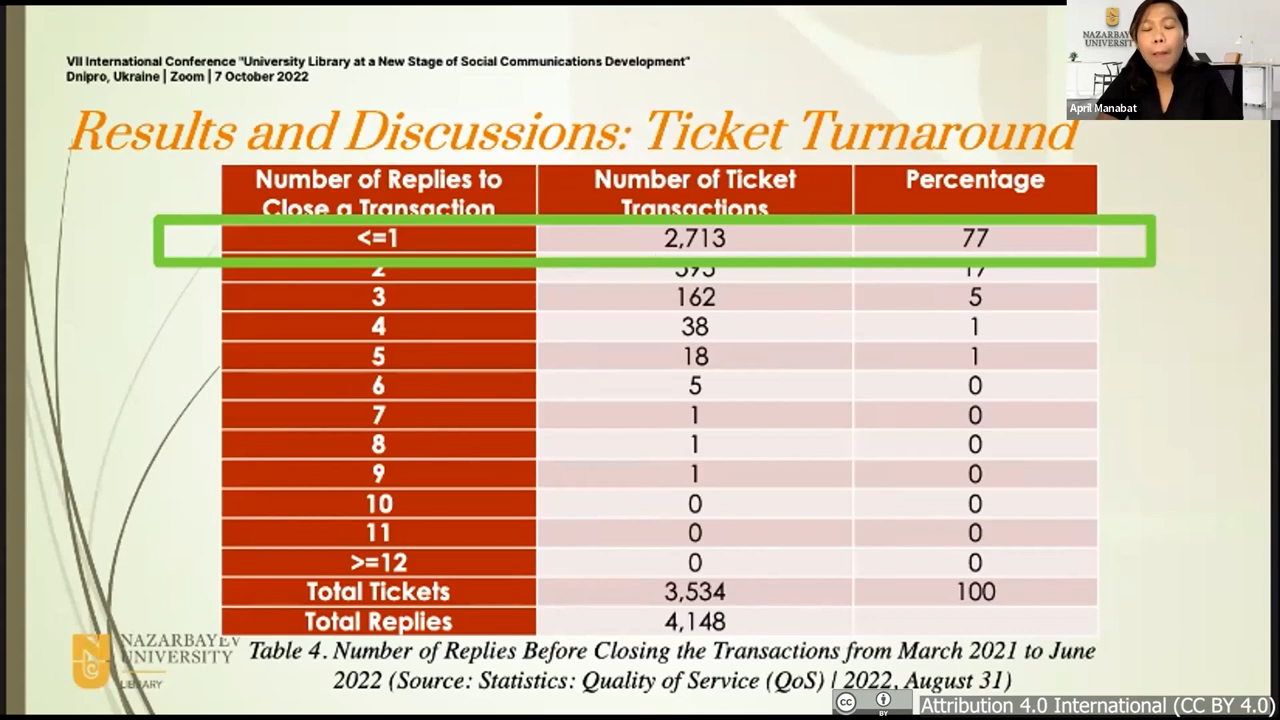 NAZARBAYEV
UNIVERSITY
April Manabat
VII International Conference "University Library at a New Stage of Social Communications Development"
Dnipro, Ukraine | Zoom | 7 October 2022
Results and Discussions: Ticket Turnaround
Number of Replies to Close a Transaction Number of Ticket Transactions Percentage
<=1 2,713 77
2 595 17
3 162 5
4 38 1
5 18 1
6 5 0
7 1 0
8 1 0
9 1 0
10 0 0
11 0 0
>=12 0 0
Total Tickets 3,534 100
Total Replies 4,148
NAZARBAYEV
UNIVERSITY
LIBRARY
Table 4. Number of Replies Before Closing the Transactions from March 2021 to June
2022 (Source: Statistics: Quality of Service (QoS) | 2022, August 31)
cc BY
Attribution 4.0 International (CC BY 4.0)